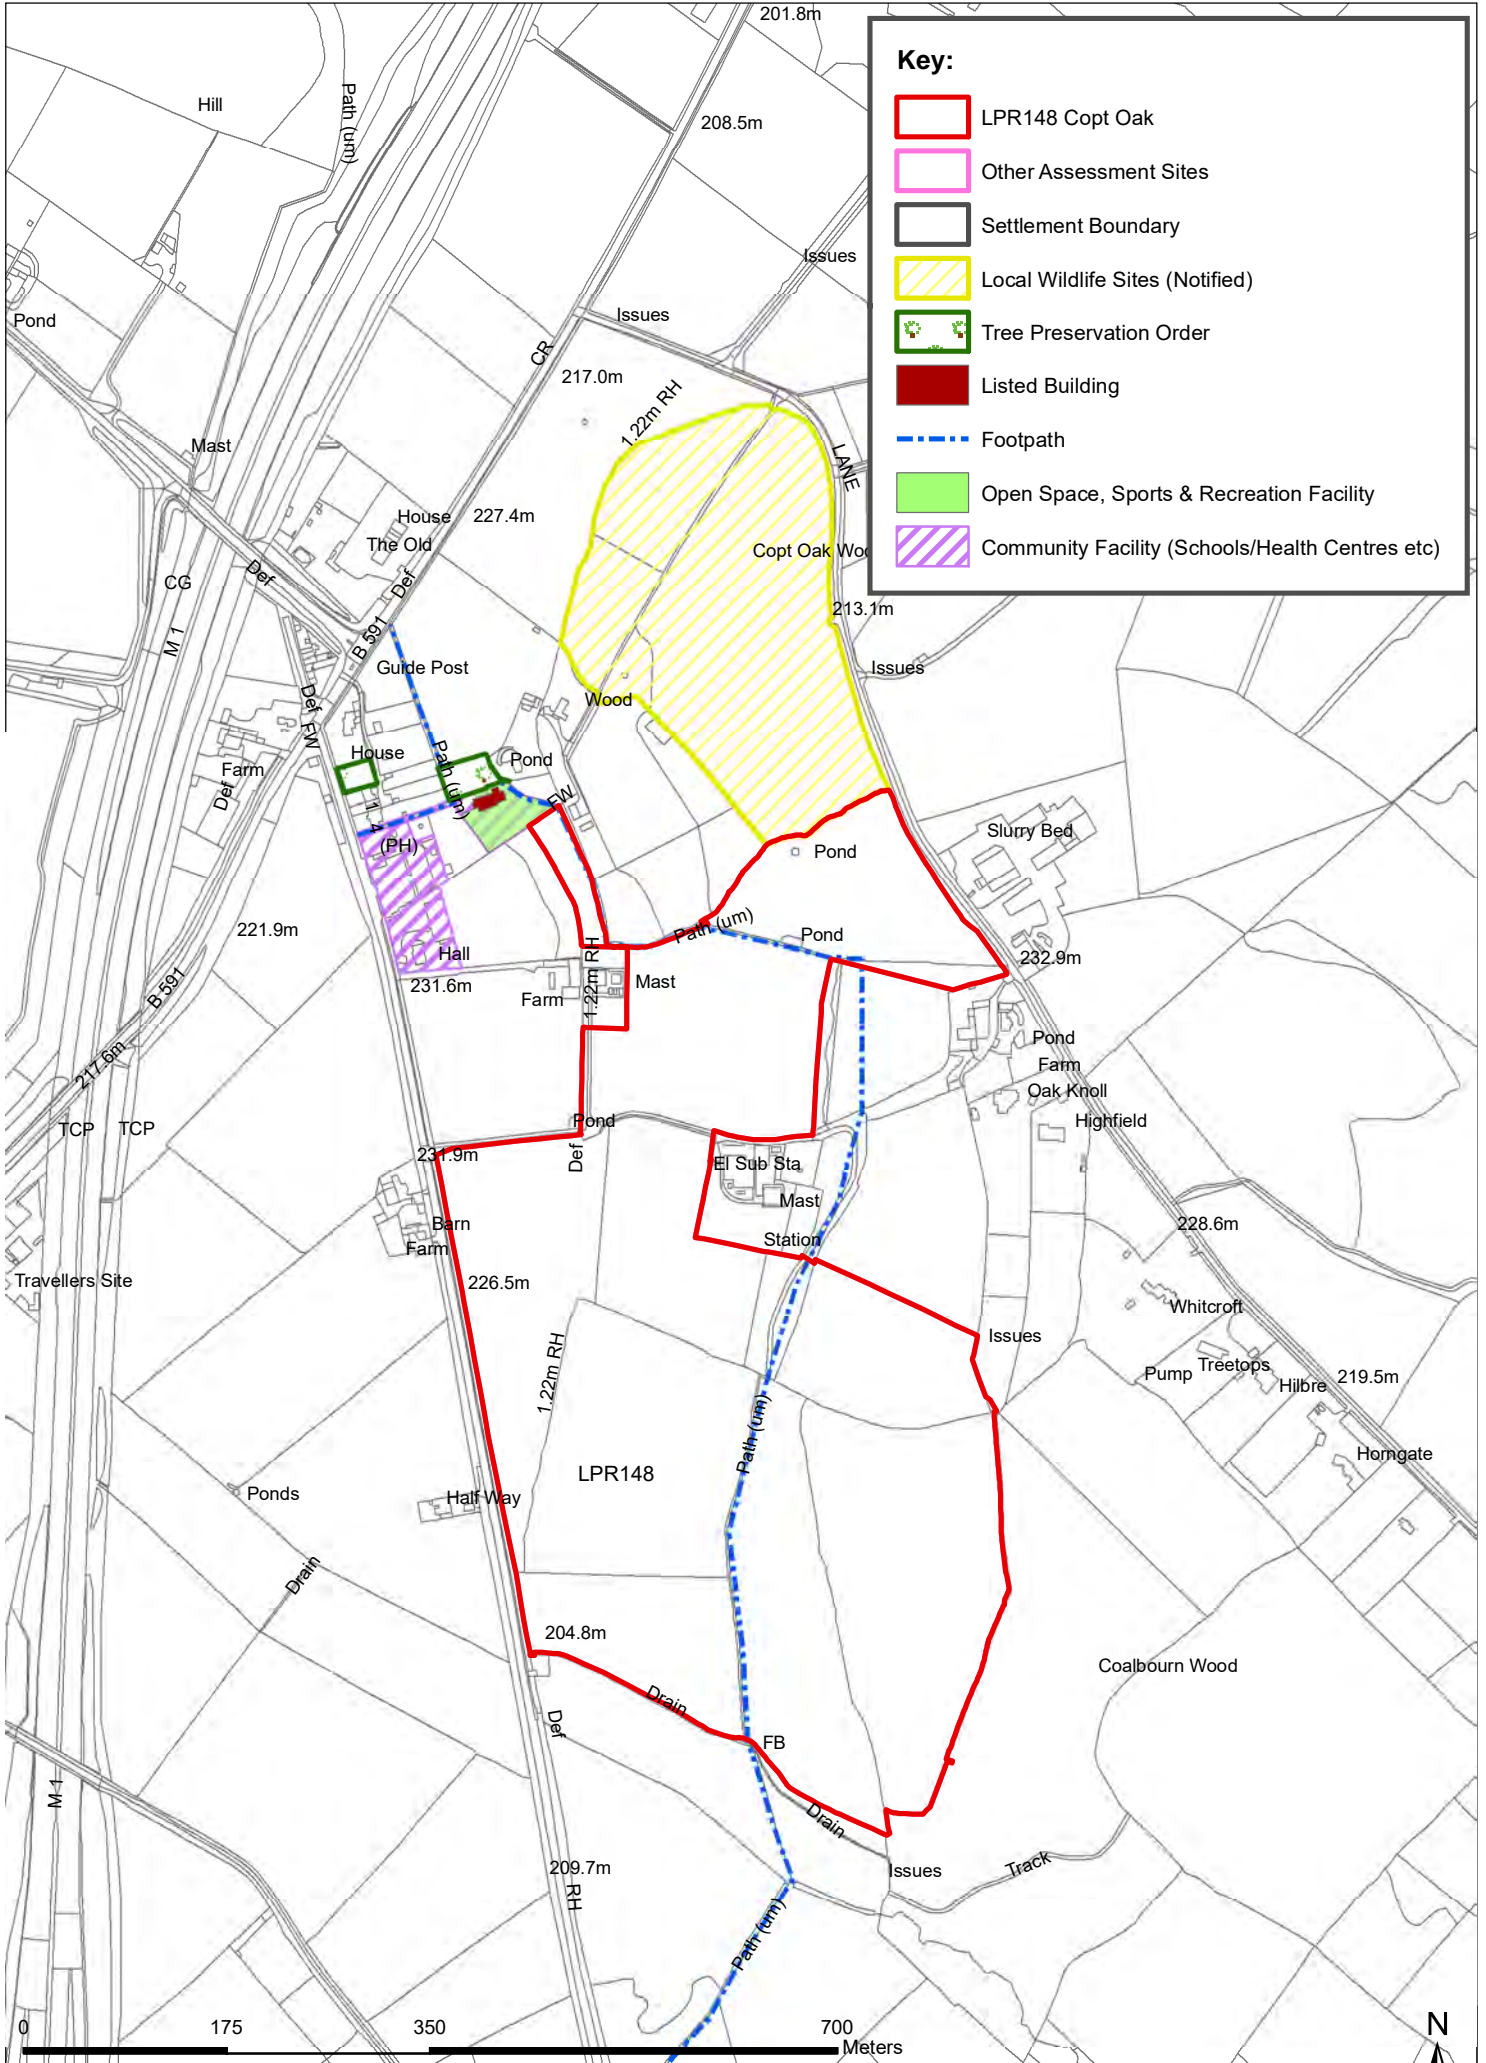 201.8m
Key:
LPR148 Copt Oak
Other Assessment Sites
Settlement Boundary
Local Wildlife Sites (Notified)
Tree Preservation Order
Listed Building
Footpath
Open Space, Sports & Recreation Facility
Community Facility (Schools/Health Centres etc)
Hill
Path (um)
208.5m
Issues
Pond
Issues
CR
217.0m
1.22m RH
Mast
LANE
House
227.4m
The Old
Copt Oak Woo
Def
Def
CG
213.1m
M 1
B 591
Guide Post
Issues
Def
Wood
FW
House
Path (um)
Pond
Farm
Def
FW
1 4
(PH)
Slurry Bed
Pond
221.9m
Path (um)
Pond
Hall
232.9m
B 591
231.6m
1.22m RH
Mast
Farm
Pond
217.6m
Farm
Oak Knoll
TCP
TCP
Pond
Highfield
231.9m
Def
El Sub Sta
Mast
Barn
228.6m
Farm
Station
Travellers Site
226.5m
Whitcroft
Issues
1.22m RH
Pump
Treetops
Hilbre
219.5m
Path (um)
Horngate
LPR148
Ponds
Half Way
Drain
204.8m
Coalbourn Wood
Drain
Def
FB
M 1
Drain
209.7m
RH
Issues
Track
Path (um)
N
0
175
350
700
Meters